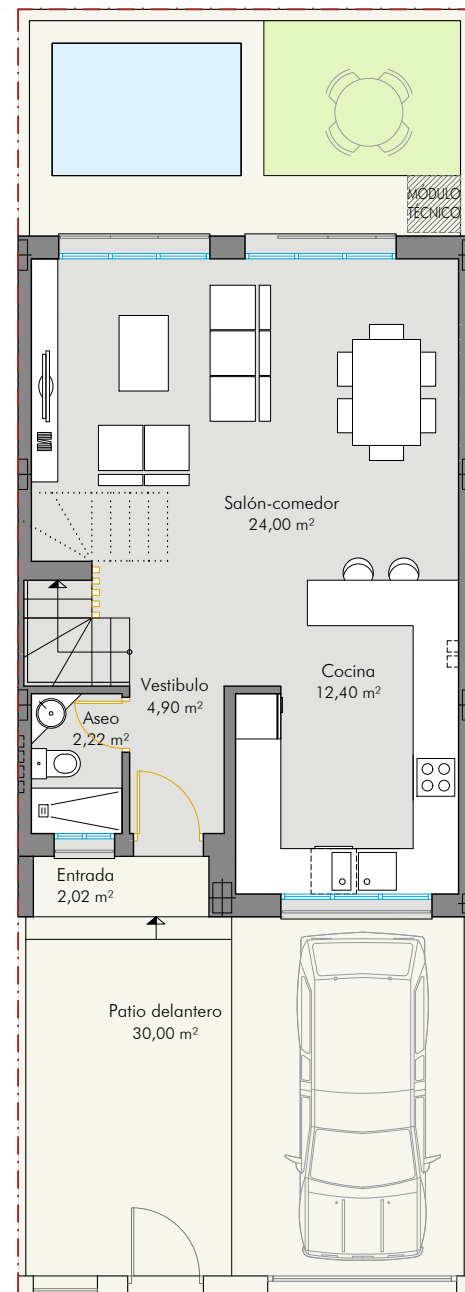 MÓDULO
TÉCNICO
Salón-comedor
24,00 m²
Cocina
12,40 m²
Vestibulo
4,90 m²
Aseo
2,22 m²
Entrada
2,02 m²
Patio delantero
30,00 m²